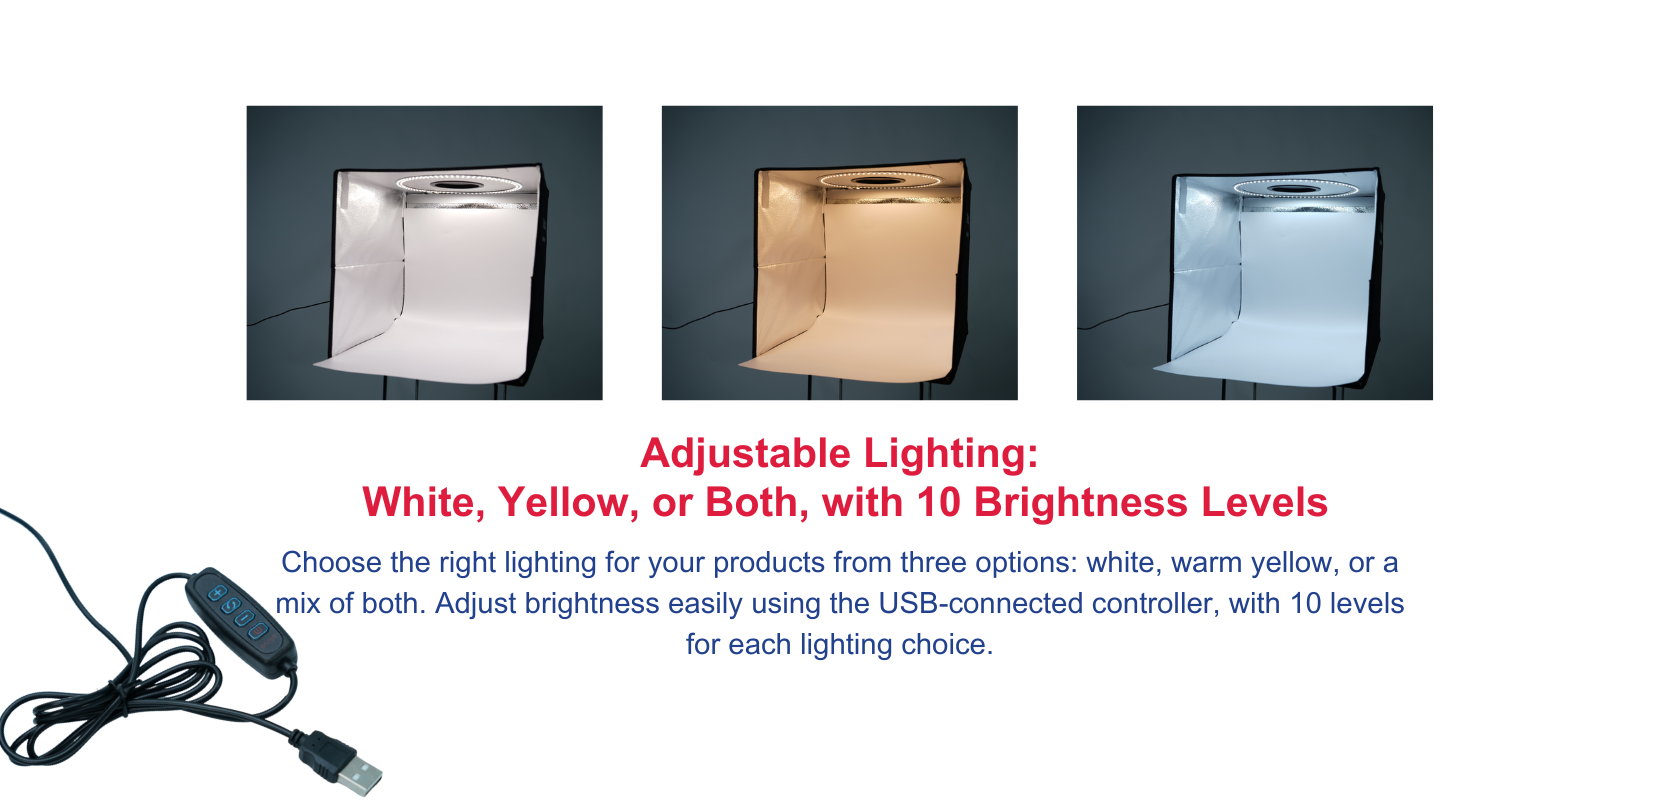 Adjustable Lighting:
White, Yellow, or Both, with 10 Brightness Levels
Choose the right lighting for your products from three options: white, warm yellow, or a
mix of both. Adjust brightness easily using the USB-connected controller, with 10 levels
for each lighting choice.